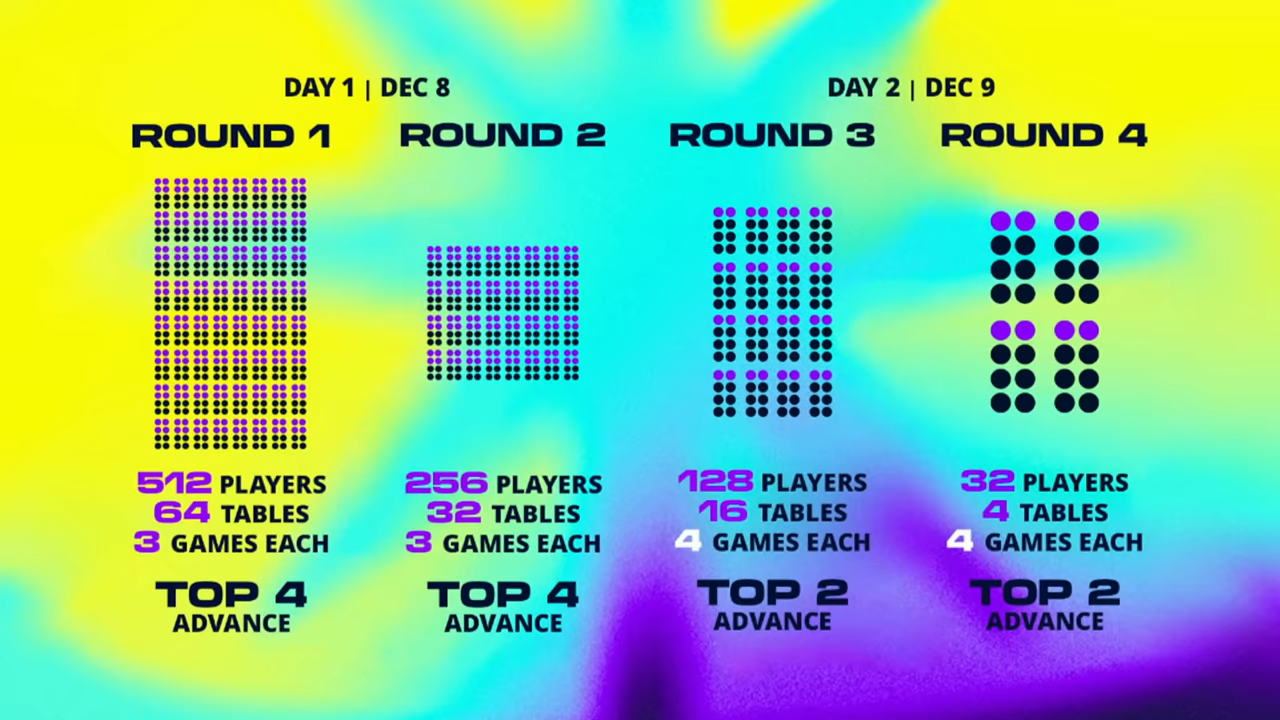 DAY 1 | DEC 8
ROUND 1
512 PLAYERS
64 TABLES
3 GAMES EACH
TOP 4
ADVANCE
ROUND 2
256 PLAYERS
32 TABLES
3 GAMES EACH
TOP 4
ADVANCE
DAY 2 | DEC 9
ROUND 3
128 PLAYERS
16 TABLES
4 GAMES EACH
TOP 2
ADVANCE
ROUND 4
32 PLAYERS
4 TABLES
4 GAMES EACH
TOP 2
ADVANCE